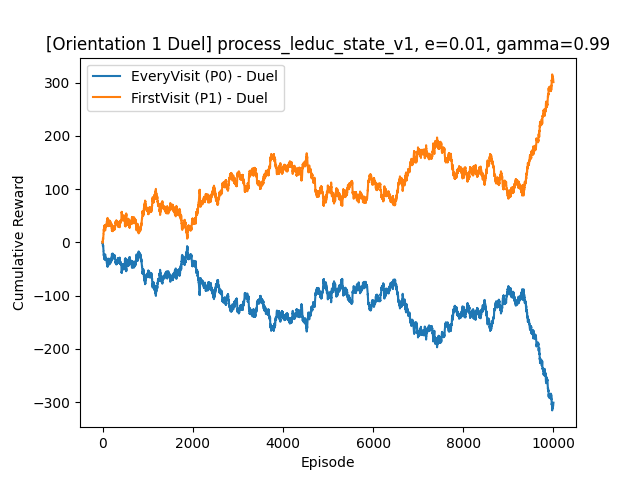 [Orientation 1 Duel] process_leduc_state_v1, e=0.01, gamma=0.99
EveryVisit (P0) - Duel
FirstVisit (P1) - Duel
300
200
100
0
−100
−200
−300
Cumulative Reward
0 2000 4000 6000 8000 10000
Episode